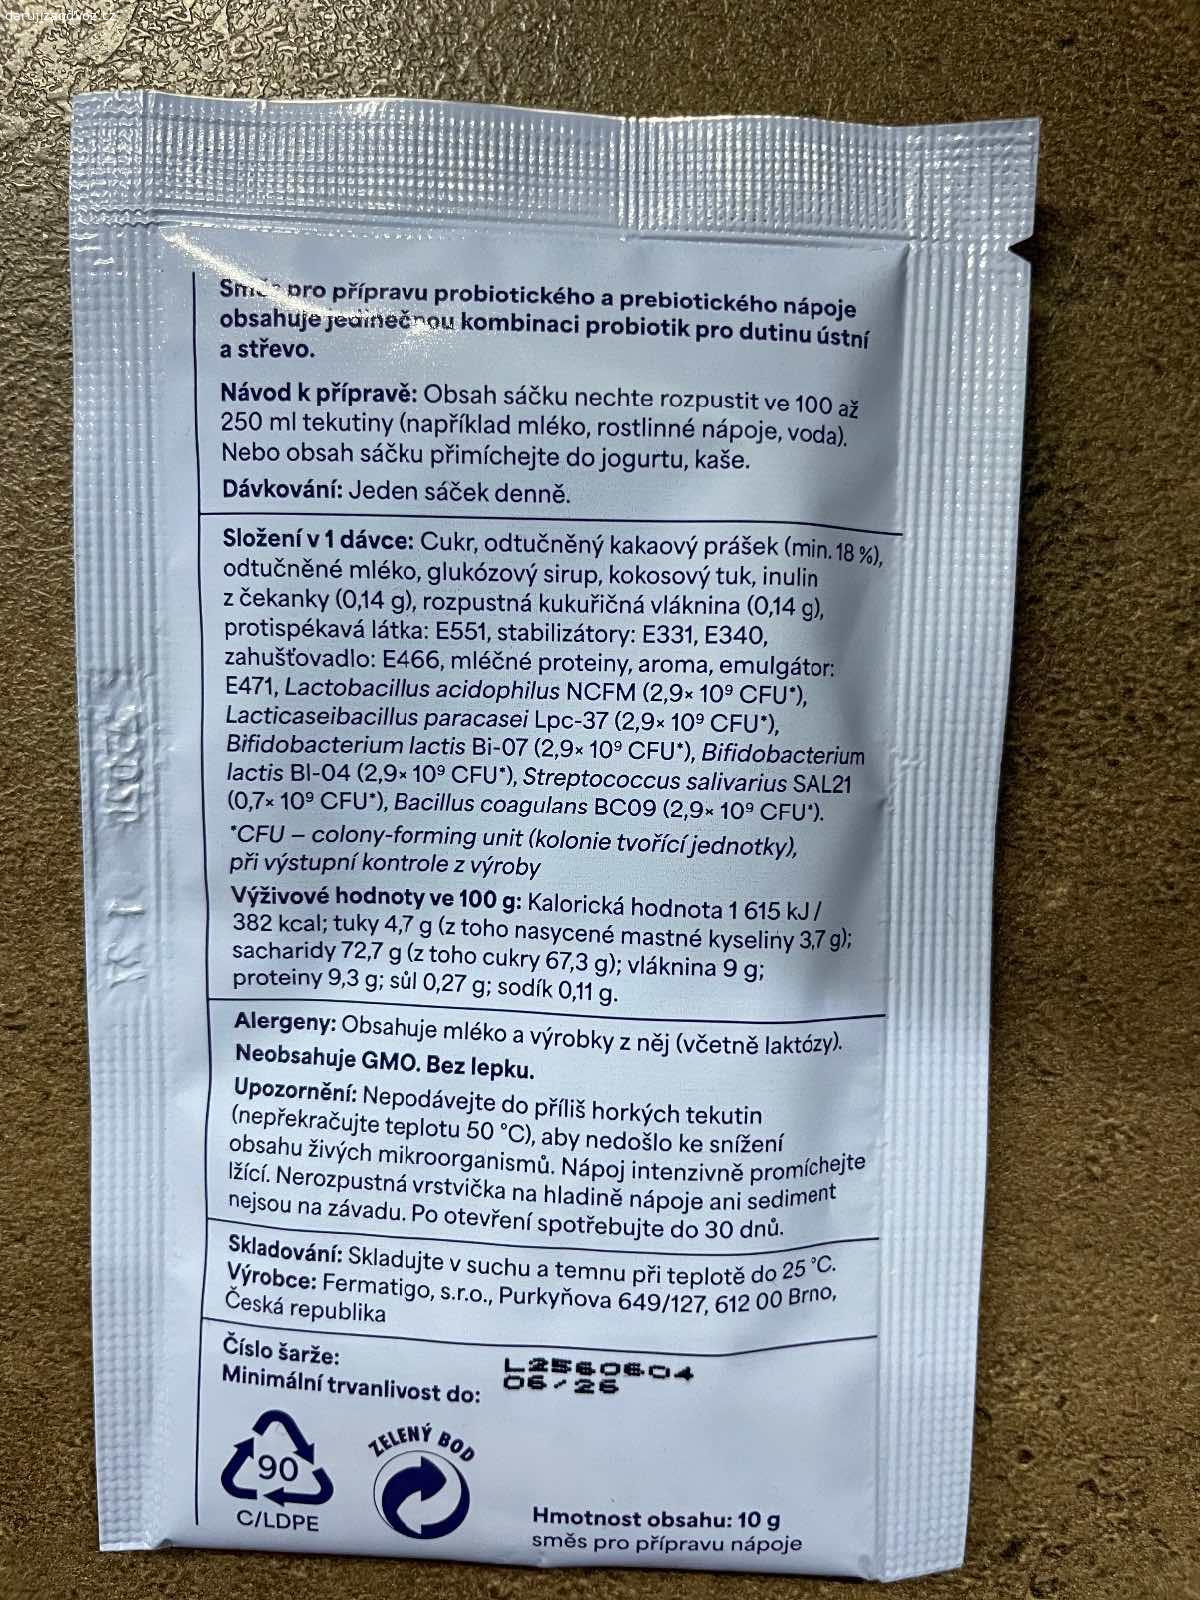 darujizaodvoz.cz
Směs pro přípravu probiotického a prebiotického nápoje
obsahuje jedinečnou kombinaci probiotik pro dutinu ústní
a střevo.
Návod k přípravě: Obsah sáčku nechte rozpustit ve 100 až
250 ml tekutiny (například mléko, rostlinné nápoje, voda).
Nebo obsah sáčku přimíchejte do jogurtu, kaše.
Dávkování: Jeden sáček denně.
Složení v 1 dávce: Cukr, odtučněný kakaový prášek (min. 18 %),
odtučněné mléko, glukózový sirup, kokosový tuk, inulin
z čekanky (0,14 g), rozpustná kukuřičná vláknina (0,14 g),
protispékavá látka: E551, stabilizátory: E331, E340,
zahušťovadlo: E466, mléčné proteiny, aroma, emulgátor:
E471, Lactobacillus acidophilus NCFM (2,9× 10⁹ CFU*),
Lacticaseibacillus paracasei Lpc-37 (2,9× 10⁹ CFU*),
Bifidobacterium lactis Bi-07 (2,9× 10⁹ CFU*), Bifidobacterium
lactis Bl-04 (2,9× 10⁹ CFU*), Streptococcus salivarius SAL21
(0,7× 10⁹ CFU*), Bacillus coagulans BC09 (2,9× 10⁹ CFU*).
*CFU – colony-forming unit (kolonie tvořící jednotky),
při výstupní kontrole z výroby
Výživové hodnoty ve 100 g: Kalorická hodnota 1 615 kJ /
382 kcal; tuky 4,7 g (z toho nasycené mastné kyseliny 3,7 g);
sacharidy 72,7 g (z toho cukry 67,3 g); vláknina 9 g;
proteiny 9,3 g; sůl 0,27 g; sodík 0,11 g.
Alergeny: Obsahuje mléko a výrobky z něj (včetně laktózy).
Neobsahuje GMO. Bez lepku.
Upozornění: Nepodávejte do příliš horkých tekutin
(nepřekračujte teplotu 50 °C), aby nedošlo ke snížení
obsahu živých mikroorganismů. Nápoj intenzivně promíchejte
lžící. Nerozpustná vrstvička na hladině nápoje ani sediment
nejsou na závadu. Po otevření spotřebujte do 30 dnů.
Skladování: Skladujte v suchu a temnu při teplotě do 25 °C.
Výrobce: Fermatigo, s.r.o., Purkyňova 649/127, 612 00 Brno,
Česká republika
Číslo šarže: L2560604
Minimální trvanlivost do: 06/26
90
C/LDPE
ZELENÝ BOD
Hmotnost obsahu: 10 g
směs pro přípravu nápoje